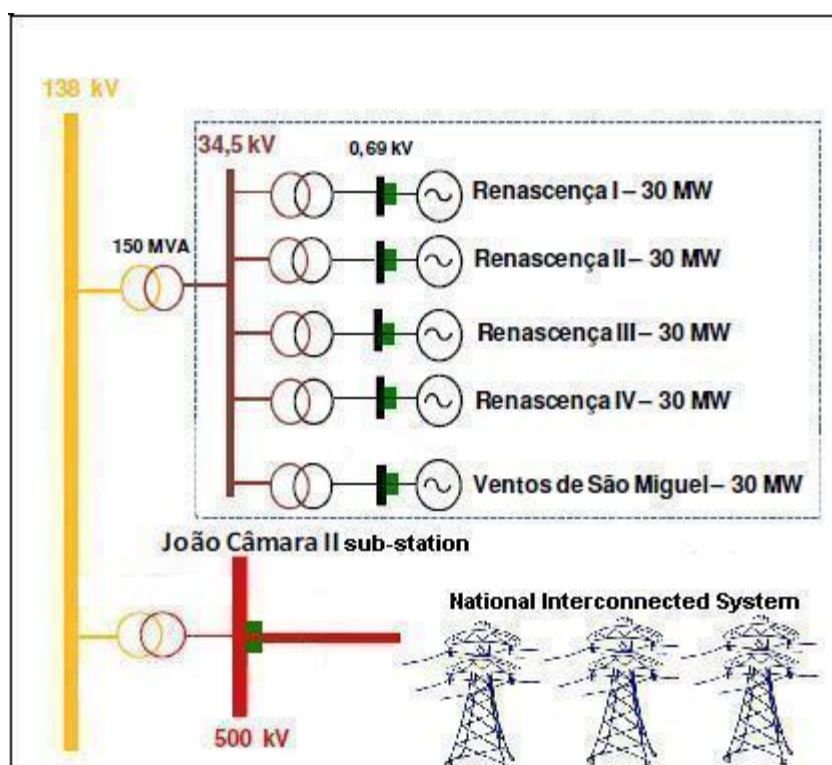 138 kV
34,5 kV
0,69 kV
Renascença I – 30 MW
150 MVA
Renascença II – 30 MW
Renascença III – 30 MW
Renascença IV – 30 MW
Ventos de São Miguel – 30 MW
João Câmara II sub-station
National Interconnected System
500 kV